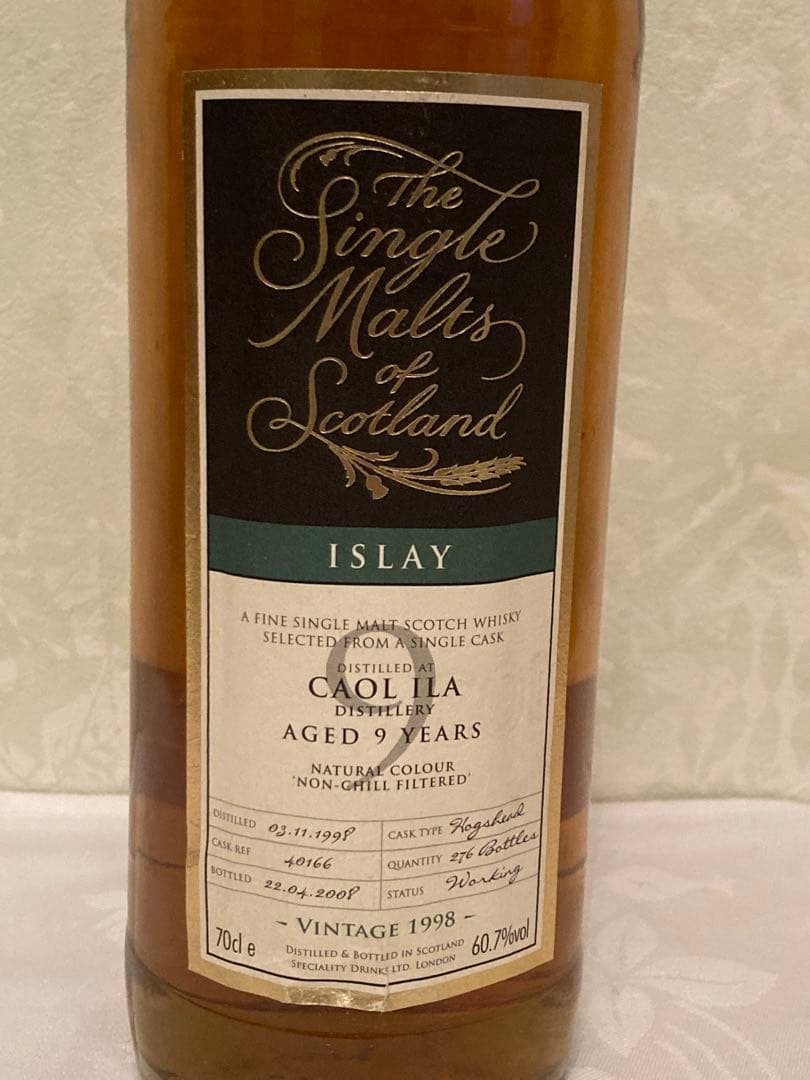 The
Single
Malts
of
Scotland
ISLAY
A FINE SINGLE MALT SCOTCH WHISKY
SELECTED FROM A SINGLE CASK
9
DISTILLED AT
CAOL ILA
DISTILLERY
AGED 9 YEARS
NATURAL COLOUR
'NON-CHILL FILTERED'
DISTILLED 03.11.1998 CASK TYPE Hogshead
CASK REF 40166 QUANTITY 276 Bottles
BOTTLED 22.04.2008 STATUS Working
- VINTAGE 1998 -
70cl e DISTILLED & BOTTLED IN SCOTLAND 60.7%vol
SPECIALITY DRINKS LTD. LONDON